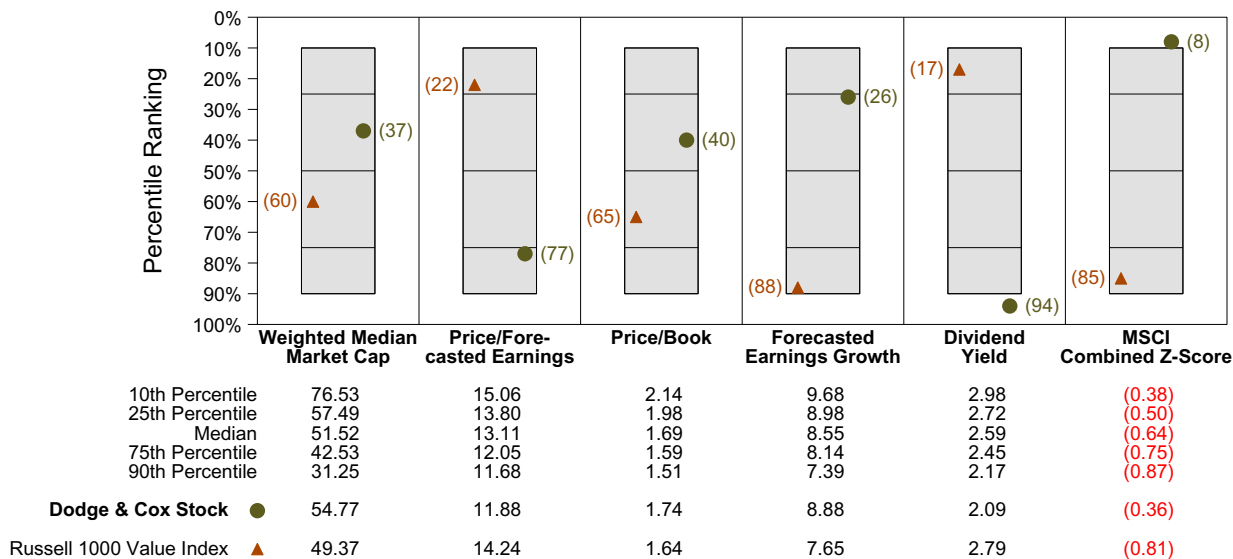 0%
10%
20%
30%
40%
50%
60%
70%
80%
90%
100%
Percentile Ranking
(60) (37)
(22) (77)
(65) (40)
(88) (26)
(17) (94)
(85) (8)
Weighted Median Market Cap
Price/Fore-casted Earnings
Price/Book
Forecasted Earnings Growth
Dividend Yield
MSCI Combined Z-Score
10th Percentile 76.53 15.06 2.14 9.68 2.98 (0.38)
25th Percentile 57.49 13.80 1.98 8.98 2.72 (0.50)
Median 51.52 13.11 1.69 8.55 2.59 (0.64)
75th Percentile 42.53 12.05 1.59 8.14 2.45 (0.75)
90th Percentile 31.25 11.68 1.51 7.39 2.17 (0.87)
Dodge & Cox Stock 54.77 11.88 1.74 8.88 2.09 (0.36)
Russell 1000 Value Index 49.37 14.24 1.64 7.65 2.79 (0.81)